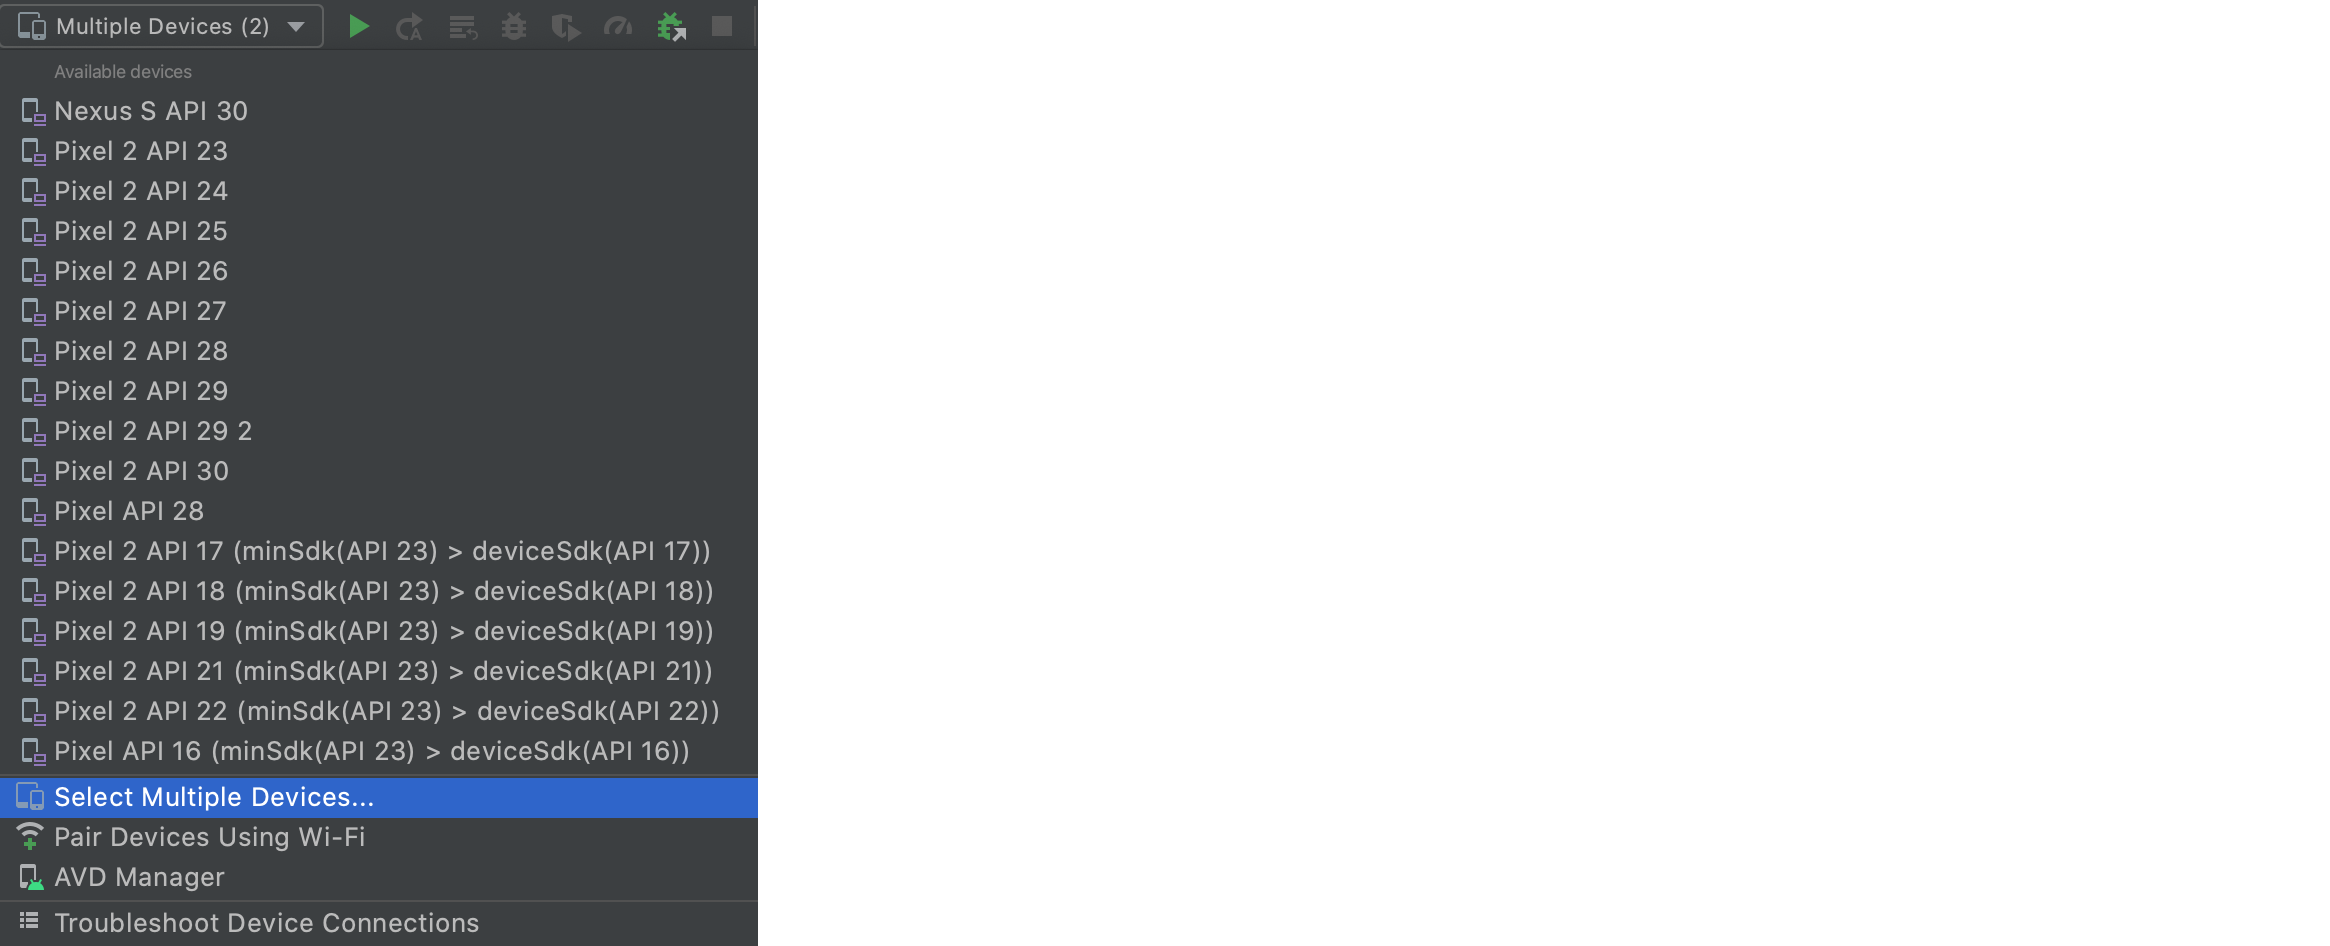 Multiple Devices (2)
Available devices
Nexus S API 30
Pixel 2 API 23
Pixel 2 API 24
Pixel 2 API 25
Pixel 2 API 26
Pixel 2 API 27
Pixel 2 API 28
Pixel 2 API 29
Pixel 2 API 29 2
Pixel 2 API 30
Pixel API 28
Pixel 2 API 17 (minSdk(API 23) > deviceSdk(API 17))
Pixel 2 API 18 (minSdk(API 23) > deviceSdk(API 18))
Pixel 2 API 19 (minSdk(API 23) > deviceSdk(API 19))
Pixel 2 API 21 (minSdk(API 23) > deviceSdk(API 21))
Pixel 2 API 22 (minSdk(API 23) > deviceSdk(API 22))
Pixel API 16 (minSdk(API 23) > deviceSdk(API 16))
Select Multiple Devices...
Pair Devices Using Wi-Fi
AVD Manager
Troubleshoot Device Connections